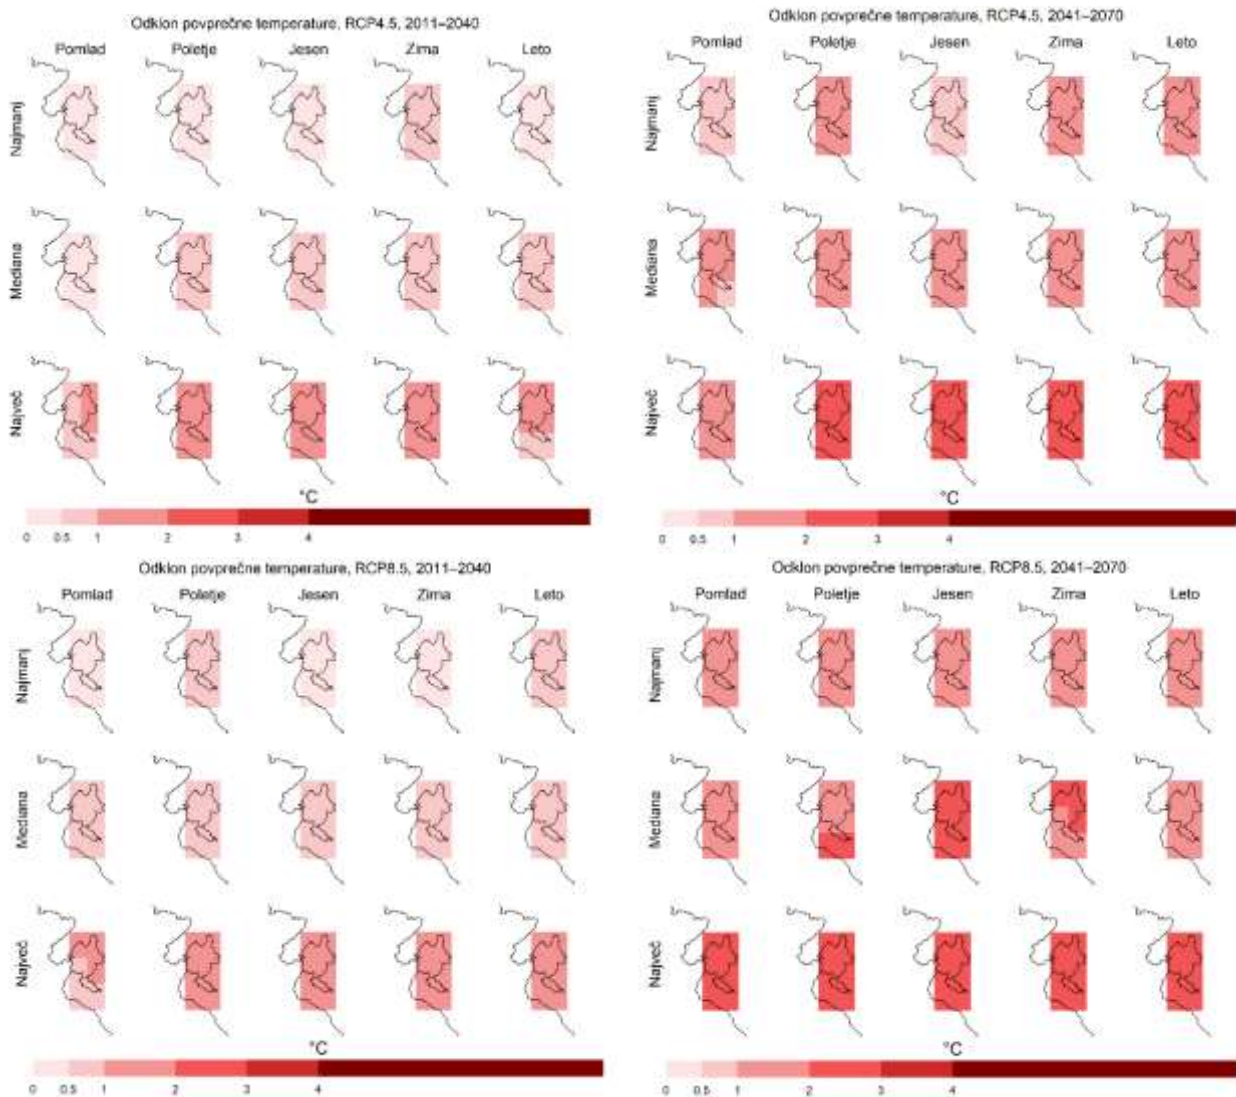 Odklon povprečne temperature, RCP4.5, 2011–2040
Pomlad Poletje Jesen Zima Leto
Najmanj
Mediana
Največ
°C
0 0.5 1 2 3 4
Odklon povprečne temperature, RCP4.5, 2041–2070
Pomlad Poletje Jesen Zima Leto
Najmanj
Mediana
Največ
°C
0 0.5 1 2 3 4
Odklon povprečne temperature, RCP8.5, 2011–2040
Pomlad Poletje Jesen Zima Leto
Najmanj
Mediana
Največ
°C
0 0.5 1 2 3 4
Odklon povprečne temperature, RCP8.5, 2041–2070
Pomlad Poletje Jesen Zima Leto
Najmanj
Mediana
Največ
°C
0 0.5 1 2 3 4